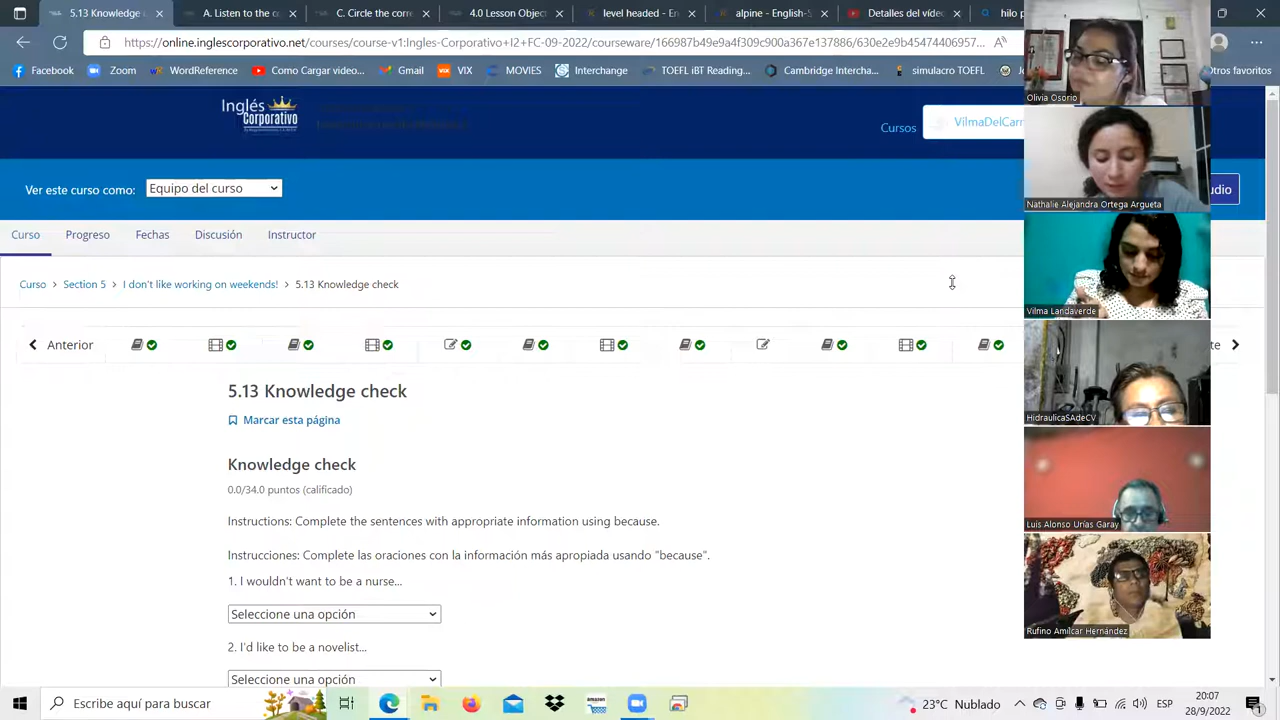 5.13 Knowledge
A. Listen to the
C. Circle the corr
4.0 Lesson Object
level headed - En
alpine - English-S
Detalles del vide
https://online.inglescorporativo.net/courses/course-v1:Ingles-Corporativo+I2+FC-09-2022/courseware/166987b49e9a4f309f000a367e137886/630e2e9b45474406957...
Facebook
Zoom
WordReference
Como Cargar video...
MOVIES
Interchange
TOEFL iBT Reading...
Cambridge Intercha...
simulacro TOEFL
Otros favoritos
Inglés
Corporativo
Cursos
VilmaDelCarm
Ver este curso como:
Equipo del curso
udio
Curso
Progreso
Fechas
Discusión
Instructor
Curso > Section 5 > I don't like working on weekends! > 5.13 Knowledge check
Anterior
te
5.13 Knowledge check
Marcar esta página
Knowledge check
0.0/34.0 puntos (calificado)
Instructions: Complete the sentences with appropriate information using because.
Instrucciones: Complete las oraciones con la información más apropiada usando "because".
1. I wouldn't want to be a nurse...
Seleccione una opción
2. I'd like to be a novelist...
Seleccione una opción
Olivia Osorio
Nathalie Alejandra Ortega Argueta
Vilma Landaverde
HidraulicaSAdeCV
Luis Alonso Urías Garay
Rufino Amilcar Hernández
Escribe aquí para buscar
amazon
23°C Nublado
ESP
20:07
28/9/2022
1